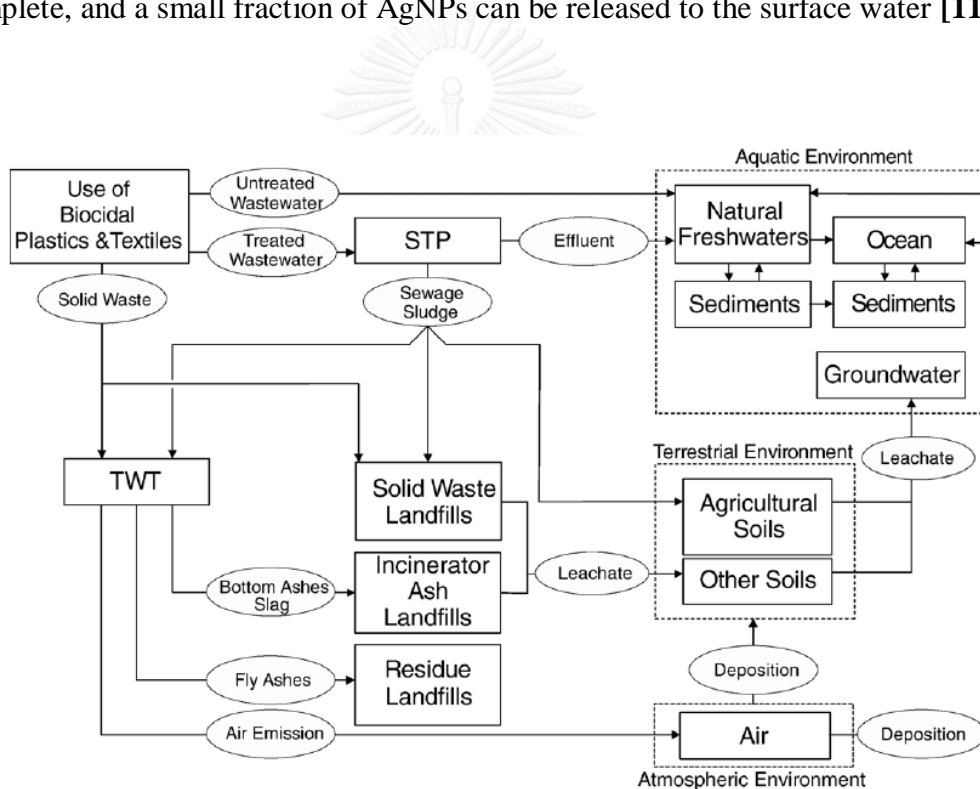 mplete, and a small fraction of AgNPs can be released to the surface water [11
Aquatic Environment
Use of
Biocidal
Plastics &Textiles
Untreated
Wastewater
Treated
Wastewater
STP
Effluent
Natural
Freshwaters
Ocean
Solid Waste
Sewage
Sludge
Sediments
Sediments
Groundwater
Leachate
Terrestrial Environment
TWT
Solid Waste
Landfills
Agricultural
Soils
Bottom Ashes
Slag
Incinerator
Ash
Landfills
Leachate
Other Soils
Fly Ashes
Residue
Landfills
Deposition
Air Emission
Air
Deposition
Atmospheric Environment